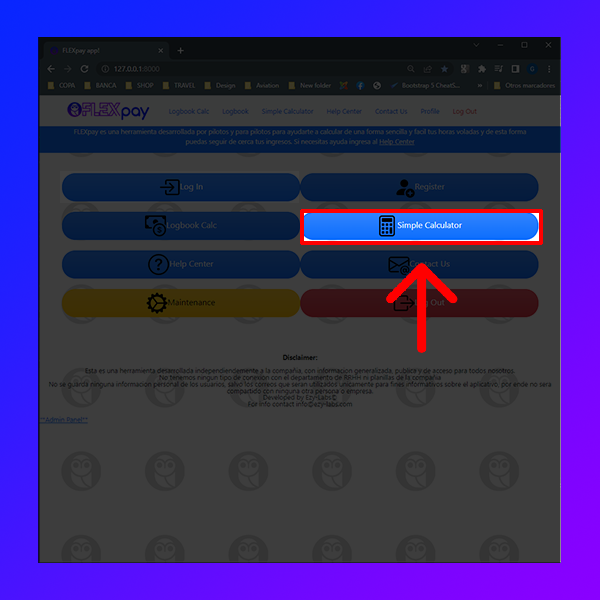 FLEXpay app!
127.0.0.1:8000
COPA
BANCA
SHOP
TRAVEL
Design
Aviation
New folder
Bootstrap 5 CheatS...
Otros marcadores
FLEXpay
Logbook Calc
Logbook
Simple Calculator
Help Center
Contact Us
Profile
Log Out
FLEXpay es una herramienta desarrollada por pilotos y para pilotos para ayudarte a calcular de una forma sencilla y facil tus horas voladas y de esta forma
puedas seguir de cerca tus ingresos. Si necesitas ayuda ingresa al Help Center
Log In
Register
Logbook Calc
Simple Calculator
Help Center
Contact Us
Maintenance
Log Out
Disclaimer:
Esta es una herramienta desarrollada independientemente a la compañia, con informacion generalizada, publica y de acceso para todos nosotros.
No tenemos ningun tipo de conexion con el departamento de RRHH ni planillas de la compañia
No se guarda ninguna informacion personal de los usuarios, salvo los correos que seran utilizados unicamente para fines informativos sobre el aplicativo, por ende no sera
compartido con ninguna otra persona o empresa.
Developed by Ezy-Labs©
For info contact info@ezy-labs.com
**Admin Panel**